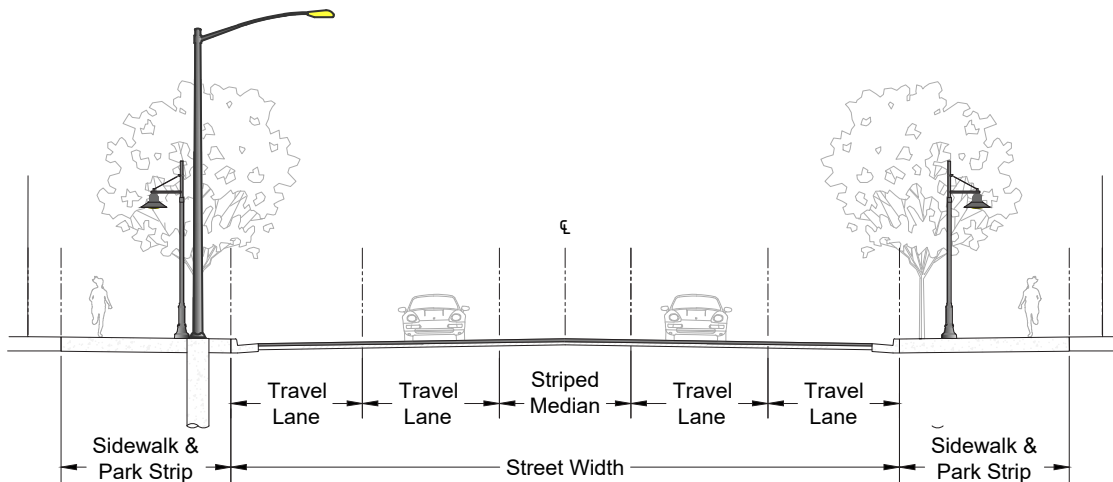 ℄
Travel
Lane
Travel
Lane
Striped
Median
Travel
Lane
Travel
Lane
Sidewalk &
Park Strip
Street Width
Sidewalk &
Park Strip